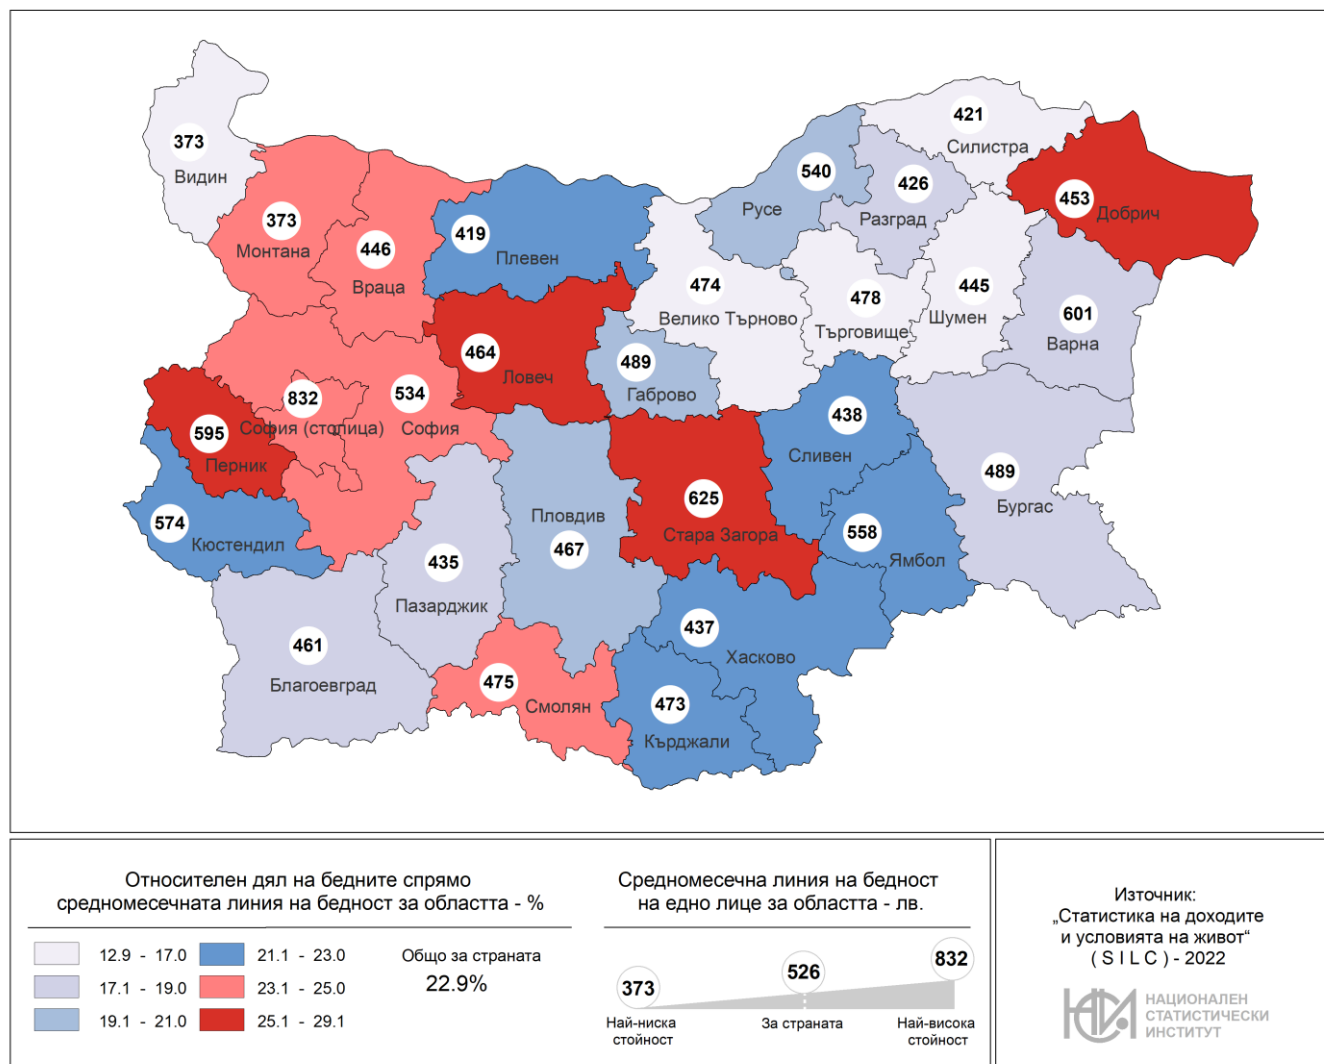 421
Силистра
373
Видин
540
Русе
426
Разград
453
Добрич
373
Монтана
446
Враца
419
Плевен
474
Велико Търново
478
Търговище
445
Шумен
601
Варна
464
Ловеч
489
Габрово
832
София (столица)
534
София
595
Перник
438
Сливен
489
Бургас
625
Стара Загора
574
Кюстендил
Пловдив
467
558
Ямбол
435
Пазарджик
461
Благоевград
437
Хасково
475
Смолян
473
Кърджали
Относителен дял на бедните спрямо
средномесечната линия на бедност за областта - %
12.9 - 17.0
17.1 - 19.0
19.1 - 21.0
21.1 - 23.0
23.1 - 25.0
25.1 - 29.1
Общо за страната
22.9%
Средномесечна линия на бедност
на едно лице за областта - лв.
373
526
832
Най-ниска
стойност
За страната
Най-висока
стойност
Източник:
„Статистика на доходите
и условията на живот“
( S I L C ) - 2022
НСИ
НАЦИОНАЛЕН
СТАТИСТИЧЕСКИ
ИНСТИТУТ